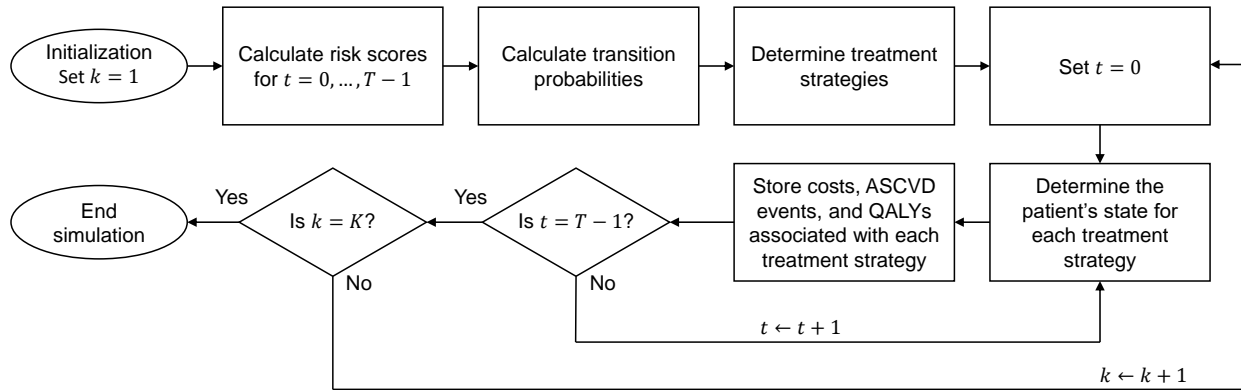 Initialization
Set k = 1
Calculate risk scores
for t = 0, … , T − 1
Calculate transition
probabilities
Determine treatment
strategies
Set t = 0
Determine the
patient’s state for
each treatment
strategy
Store costs, ASCVD
events, and QALYs
associated with each
treatment strategy
Is t = T − 1?
Yes
No
t ← t + 1
Is k = K?
Yes
No
k ← k + 1
End
simulation